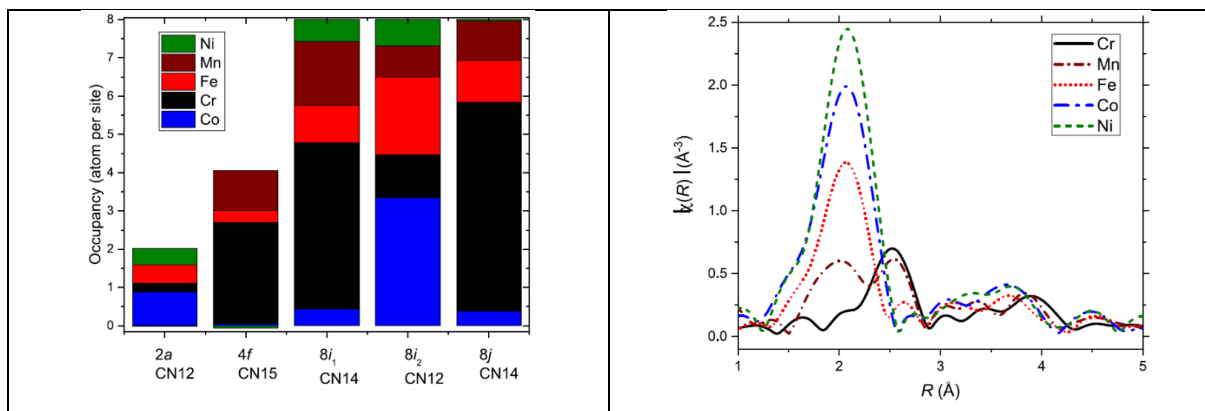 8
7
6
5
4
3
2
1
0
Occupancy (atom per site)
Ni
Mn
Fe
Cr
Co
2a
CN12
4f
CN15
8i₁
CN14
8i₂
CN12
8j
CN14
2.5
2.0
1.5
1.0
0.5
0.0
|χ(R) | (Å⁻³)
Cr
Mn
Fe
Co
Ni
1 2 3 4 5
R (Å)